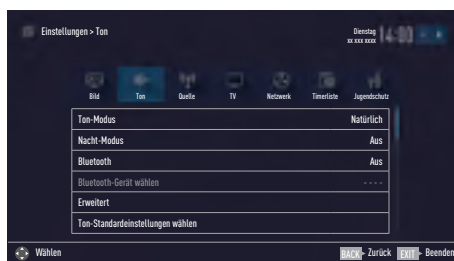 Einstellungen > Ton
Dienstag
xx xxx xxxx
14:00
Bild Ton Quelle TV Netzwerk Timerliste Jugendschutz
Ton-Modus Natürlich
Nacht-Modus Aus
Bluetooth Aus
Bluetooth-Gerät wählen - - - -
Erweitert
Ton-Standardeinstellungen wählen
Wählen BACK Zurück EXIT Beenden